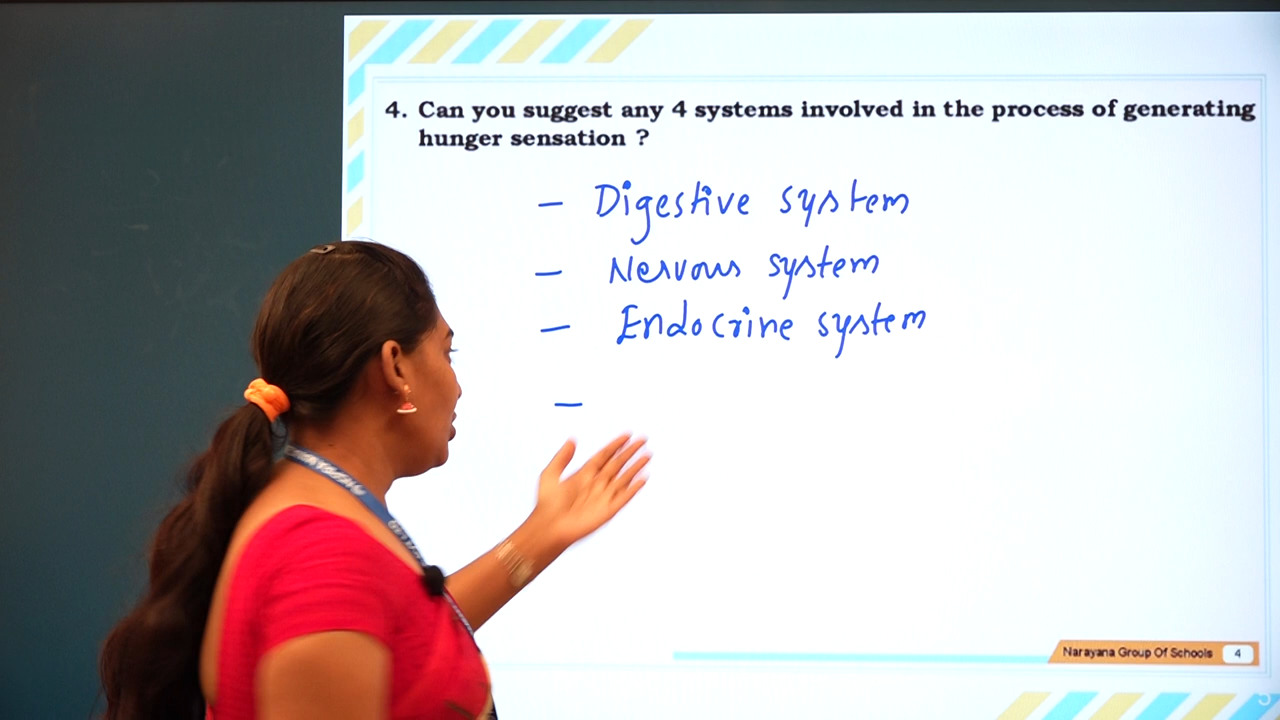 4. Can you suggest any 4 systems involved in the process of generating
hunger sensation ?
– Digestive system
– Nervous system
– Endocrine system
–
Narayana Group Of Schools 4